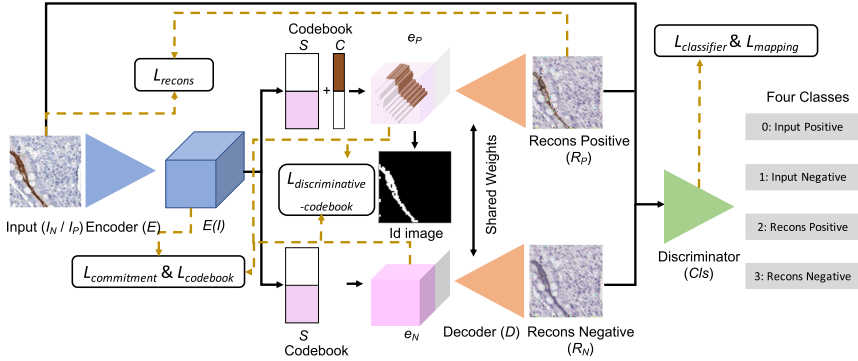 Codebook
S C
e_P
L_recons
+
L_classifier & L_mapping
Four Classes
0: Input Positive
1: Input Negative
2: Recons Positive
3: Recons Negative
Recons Positive
(R_P)
Shared Weights
L_discriminative
-codebook
Id image
Input (I_N / I_P)
Encoder (E)
E(I)
Discriminator
(Cls)
L_commitment & L_codebook
S
Codebook
e_N
Decoder (D)
Recons Negative
(R_N)